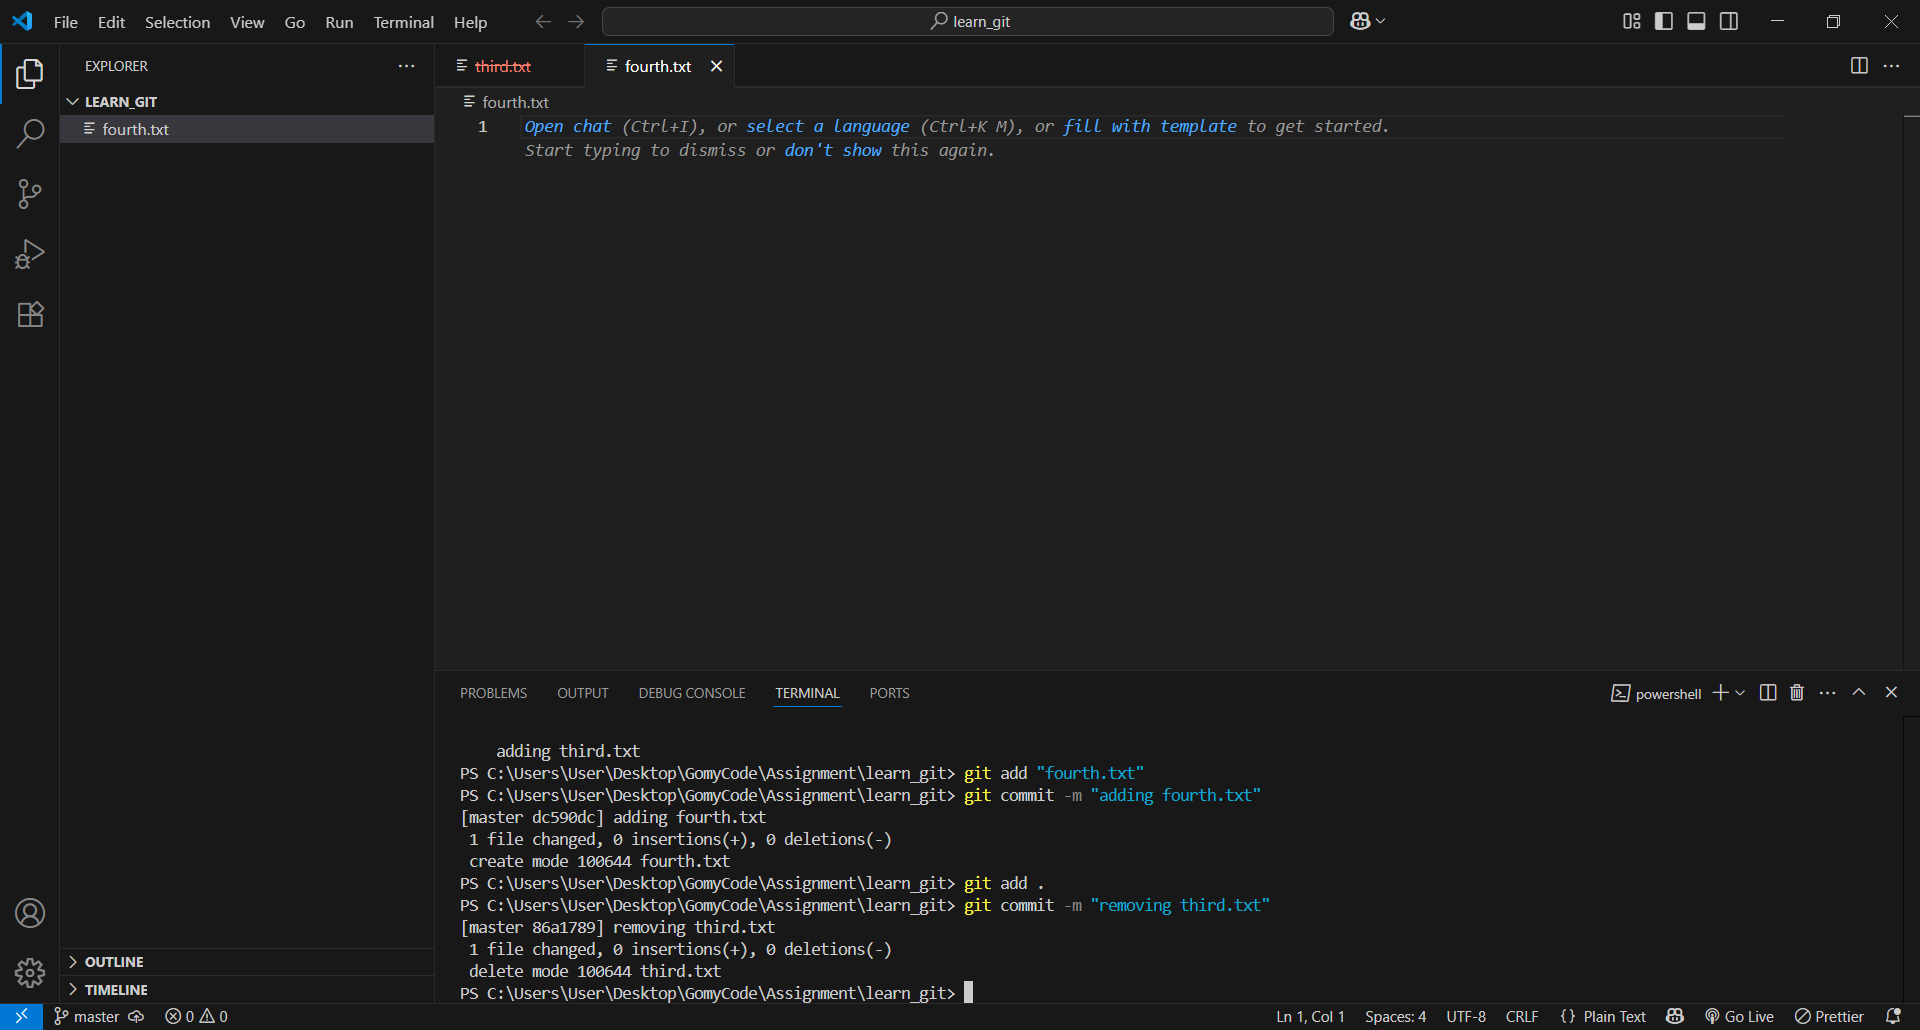 File Edit Selection View Go Run Terminal Help
learn_git
EXPLORER
LEARN_GIT
fourth.txt
OUTLINE
TIMELINE
third.txt
fourth.txt
fourth.txt
1 Open chat (Ctrl+I), or select a language (Ctrl+K M), or fill with template to get started.
Start typing to dismiss or don't show this again.
PROBLEMS OUTPUT DEBUG CONSOLE TERMINAL PORTS
powershell
adding third.txt
PS C:\Users\User\Desktop\GomyCode\Assignment\learn_git> git add "fourth.txt"
PS C:\Users\User\Desktop\GomyCode\Assignment\learn_git> git commit -m "adding fourth.txt"
[master dc590dc] adding fourth.txt
1 file changed, 0 insertions(+), 0 deletions(-)
create mode 100644 fourth.txt
PS C:\Users\User\Desktop\GomyCode\Assignment\learn_git> git add .
PS C:\Users\User\Desktop\GomyCode\Assignment\learn_git> git commit -m "removing third.txt"
[master 86a1789] removing third.txt
1 file changed, 0 insertions(+), 0 deletions(-)
delete mode 100644 third.txt
PS C:\Users\User\Desktop\GomyCode\Assignment\learn_git>
master 0 0 Ln 1, Col 1 Spaces: 4 UTF-8 CRLF {} Plain Text Go Live Prettier